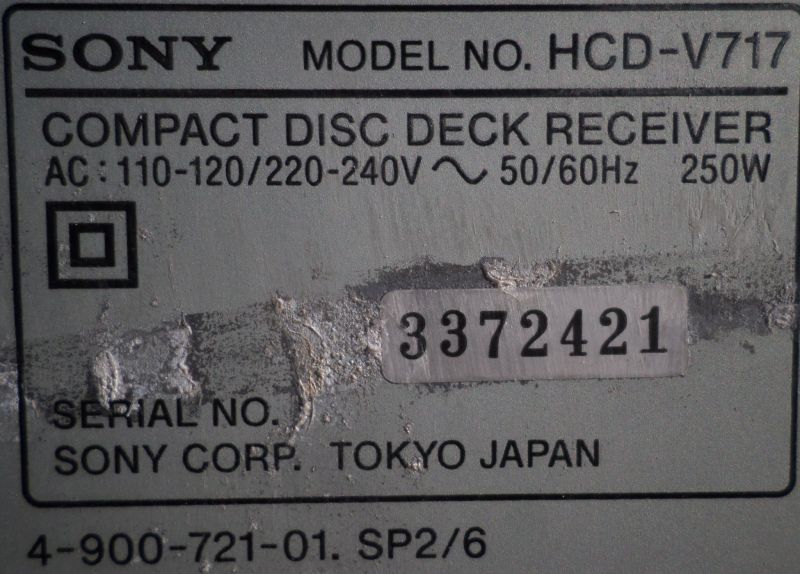 SONY MODEL NO. HCD-V717
COMPACT DISC DECK RECEIVER
AC : 110-120/220-240V ~ 50/60Hz 250W
3372421
SERIAL NO.
SONY CORP. TOKYO JAPAN
4-900-721-01. SP2/6